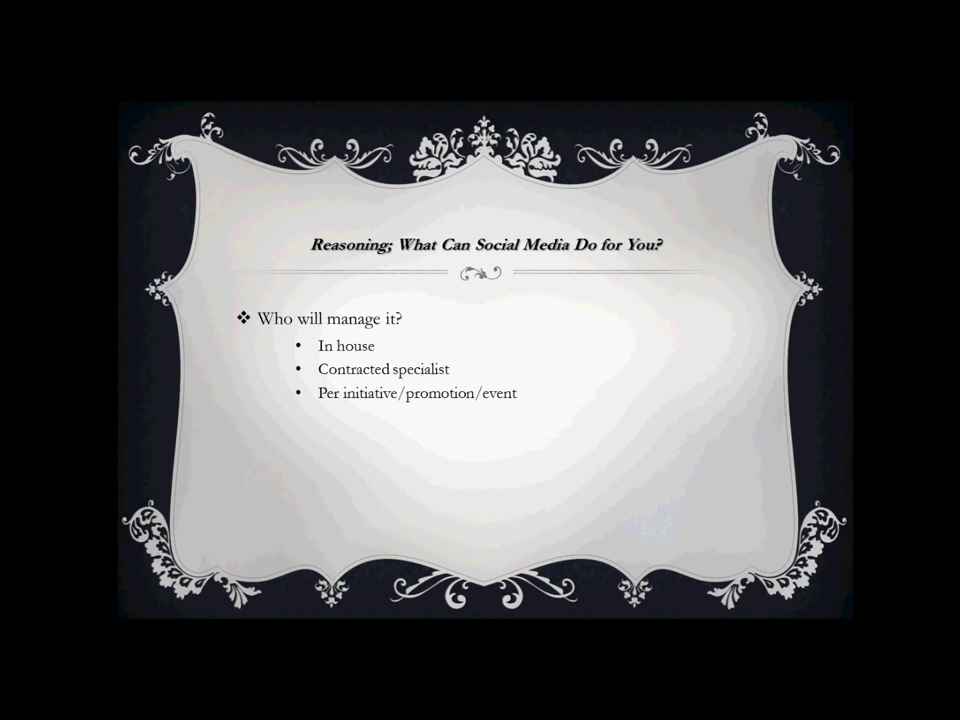 Reasoning; What Can Social Media Do for You?
❖ Who will manage it?
• In house
• Contracted specialist
• Per initiative/promotion/event